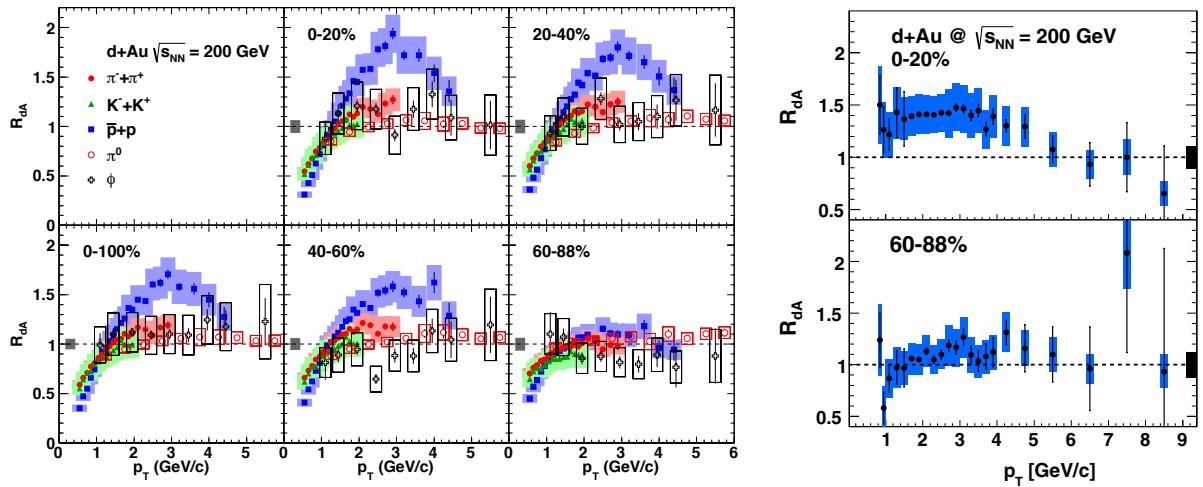 2
1.5
1
0.5
0
R_dA
d+Au √s_NN = 200 GeV
π⁻+π⁺
K⁻+K⁺
p̅+p
π⁰
ϕ
0-20%
20-40%
2
1.5
1
0.5
0
R_dA
0-100%
40-60%
60-88%
0 1 2 3 4 5 1 2 3 4 5 1 2 3 4 5 6
p_T (GeV/c) p_T (GeV/c) p_T (GeV/c)
d+Au @ √s_NN = 200 GeV
0-20%
2
1.5
1
0.5
R_dA
60-88%
2
1.5
1
0.5
R_dA
1 2 3 4 5 6 7 8 9
p_T [GeV/c]